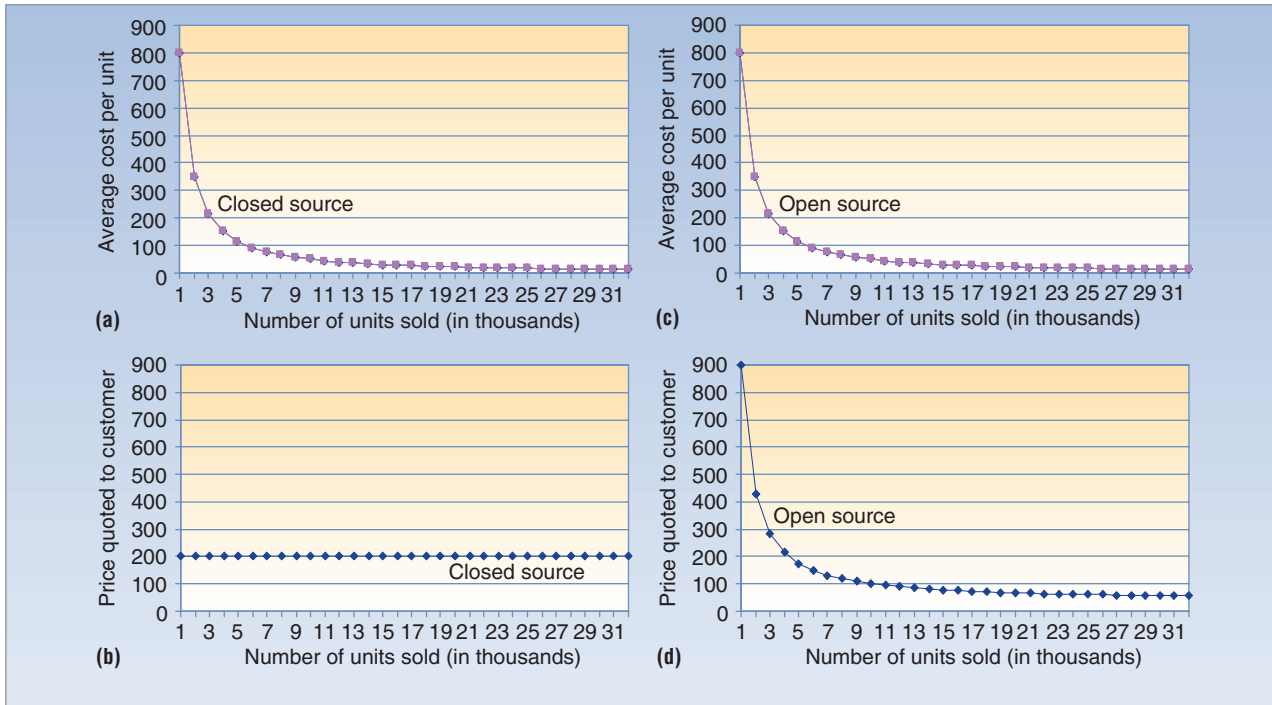 900
800
700
600
500
400
300
200
100
0
Average cost per unit
Closed source
1 3 5 7 9 11 13 15 17 19 21 23 25 27 29 31
(a) Number of units sold (in thousands)
900
800
700
600
500
400
300
200
100
0
Price quoted to customer
Closed source
1 3 5 7 9 11 13 15 17 19 21 23 25 27 29 31
(b) Number of units sold (in thousands)
900
800
700
600
500
400
300
200
100
0
Average cost per unit
Open source
1 3 5 7 9 11 13 15 17 19 21 23 25 27 29 31
(c) Number of units sold (in thousands)
900
800
700
600
500
400
300
200
100
0
Price quoted to customer
Open source
1 3 5 7 9 11 13 15 17 19 21 23 25 27 29 31
(d) Number of units sold (in thousands)